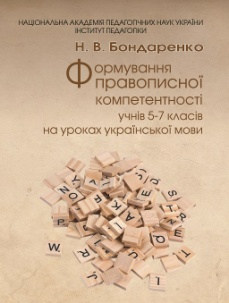 НАЦІОНАЛЬНА АКАДЕМІЯ ПЕДАГОГІЧНИХ НАУК УКРАЇНИ
ІНСТИТУТ ПЕДАГОГІКИ
Н. В. Бондаренко
Формування
правописної
компетентності
учнів 5-7 класів
на уроках української мови